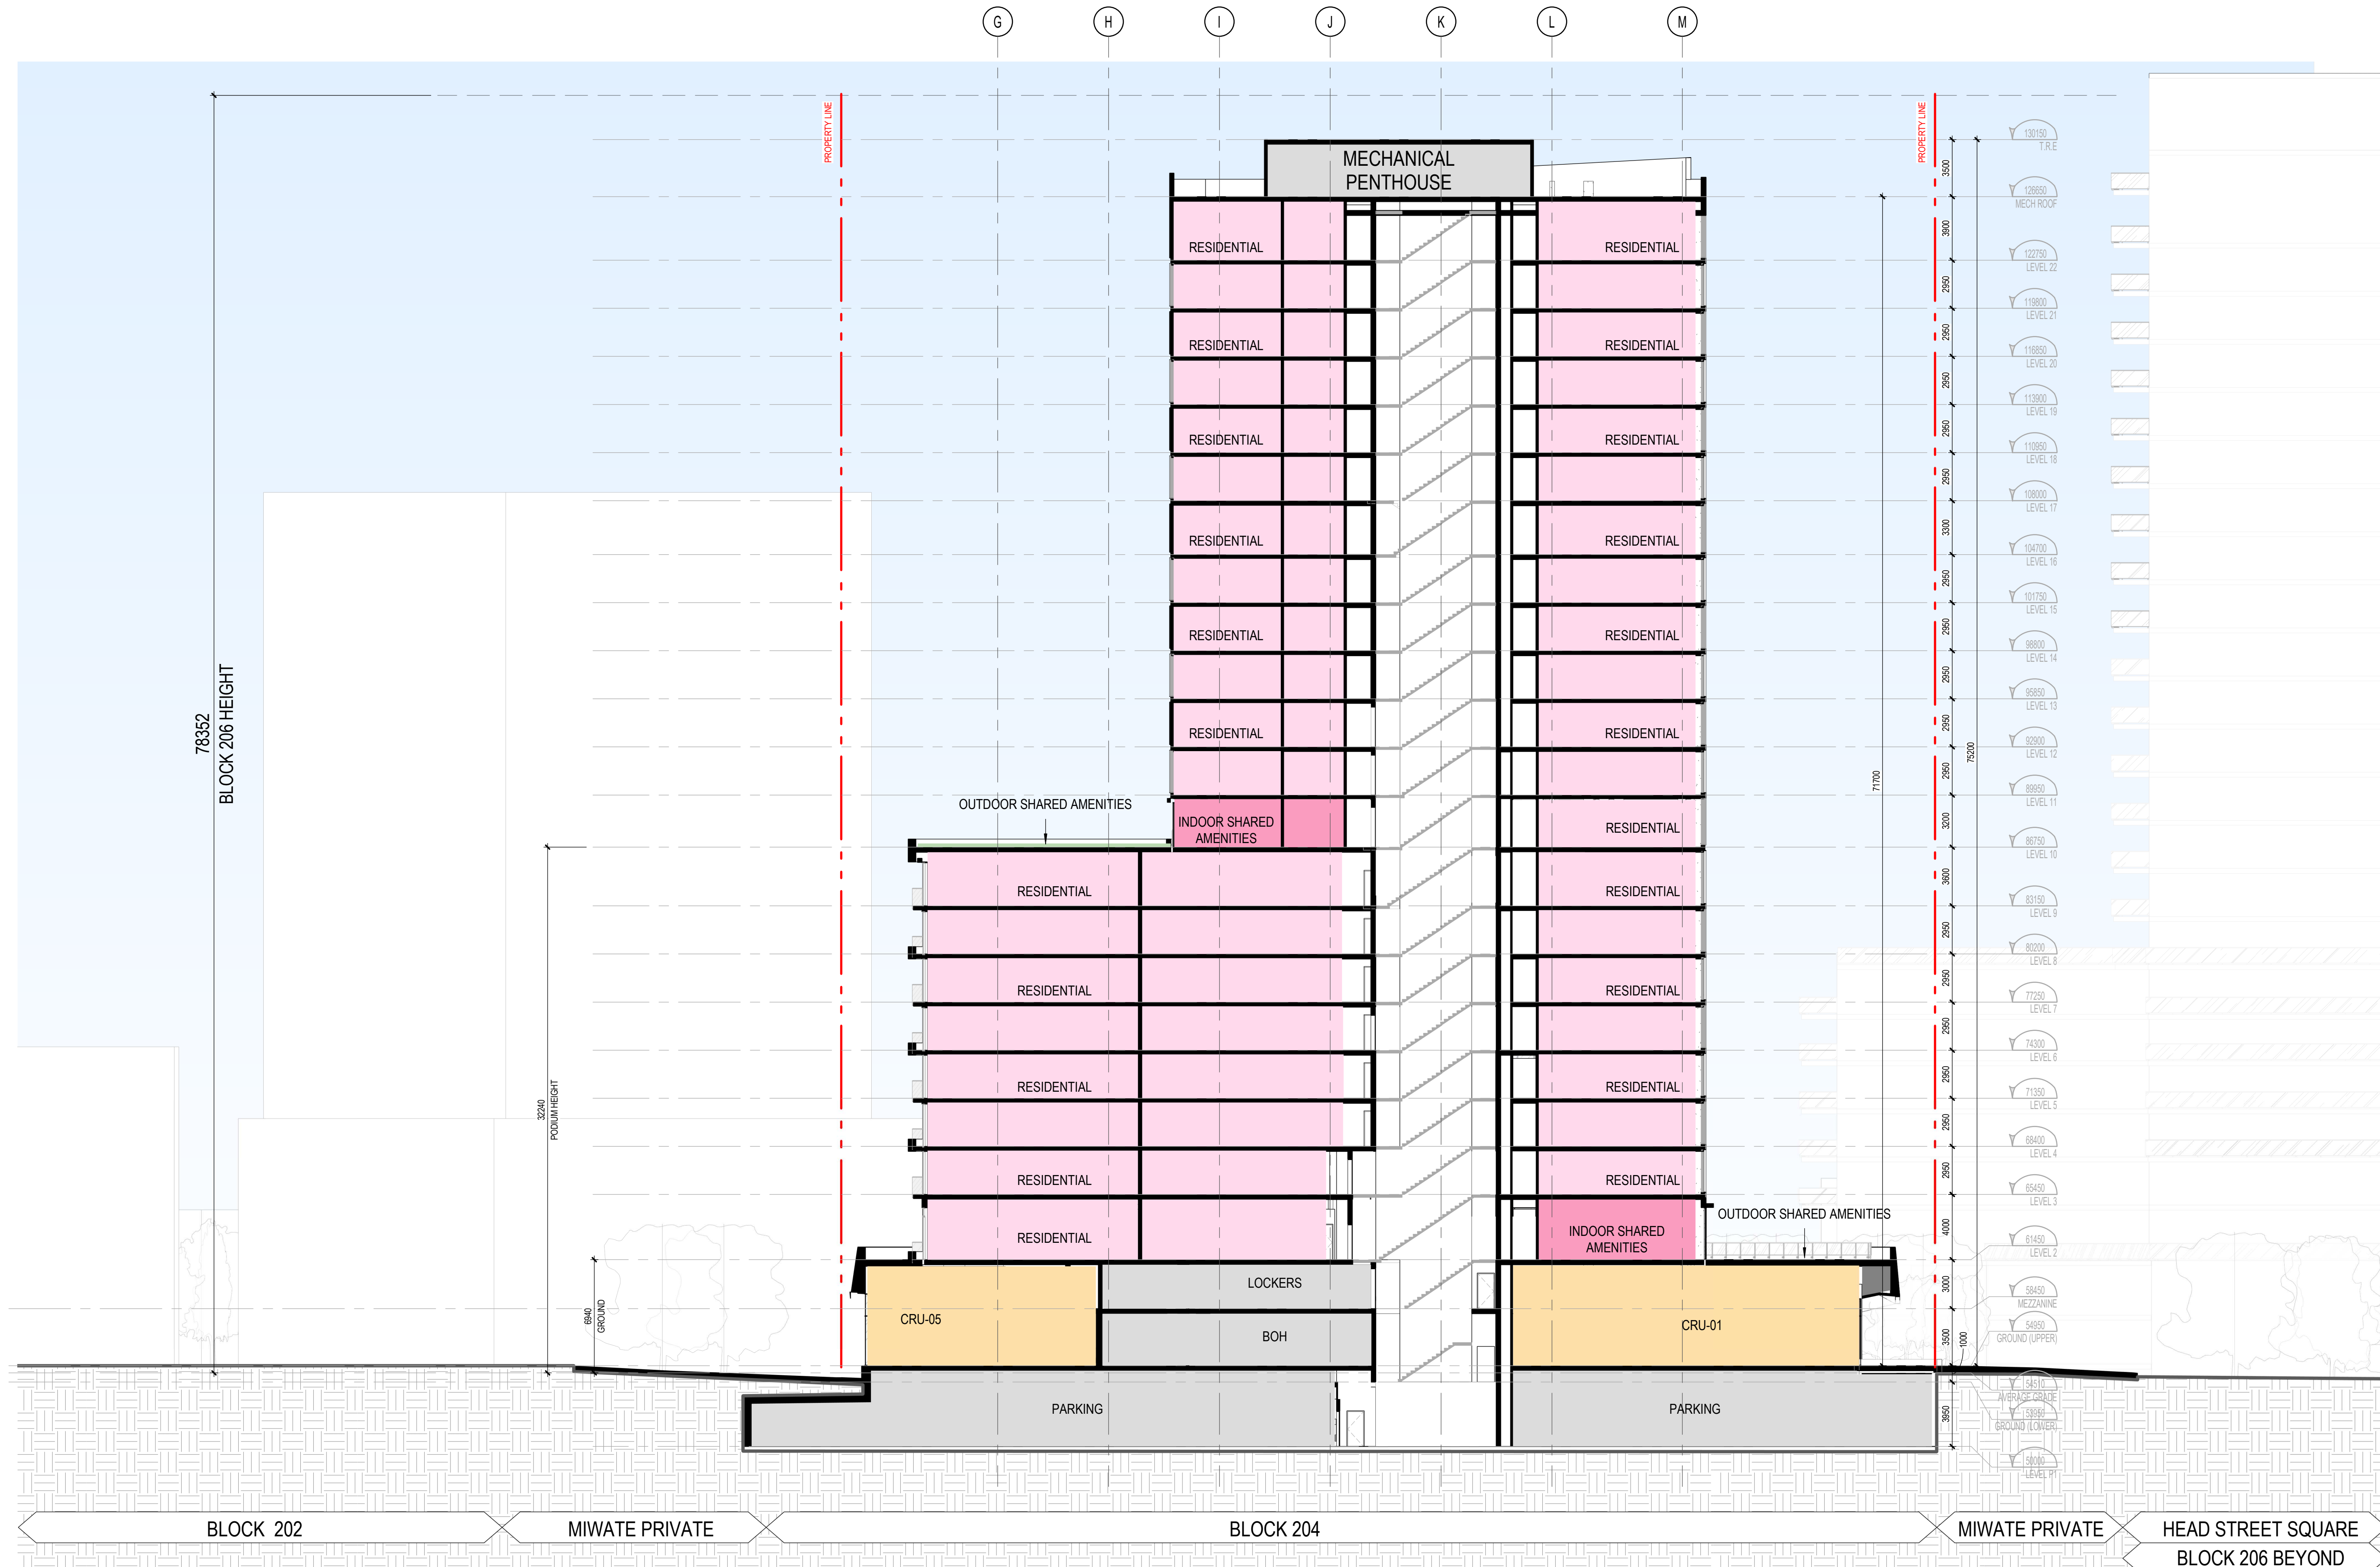 G
H
I
J
K
L
M
PROPERTY LINE
PROPERTY LINE
MECHANICAL
PENTHOUSE
130150
T.R.E
3500
126650
MECH ROOF
3900
RESIDENTIAL
RESIDENTIAL
122750
LEVEL 22
2950
119800
LEVEL 21
2950
RESIDENTIAL
RESIDENTIAL
116850
LEVEL 20
2950
113900
LEVEL 19
2950
RESIDENTIAL
RESIDENTIAL
110950
LEVEL 18
2950
108000
LEVEL 17
3300
RESIDENTIAL
RESIDENTIAL
104700
LEVEL 16
2950
101750
LEVEL 15
2950
RESIDENTIAL
RESIDENTIAL
98800
LEVEL 14
2950
95850
LEVEL 13
2950
RESIDENTIAL
RESIDENTIAL
92900
LEVEL 12
2950
78352
BLOCK 206 HEIGHT
71700
75200
89950
LEVEL 11
3200
OUTDOOR SHARED AMENITIES
INDOOR SHARED
AMENITIES
RESIDENTIAL
86750
LEVEL 10
3600
RESIDENTIAL
RESIDENTIAL
83150
LEVEL 9
2950
80200
LEVEL 8
2950
RESIDENTIAL
RESIDENTIAL
77250
LEVEL 7
2950
74300
LEVEL 6
2950
RESIDENTIAL
RESIDENTIAL
71350
LEVEL 5
2950
32240
PODIUM HEIGHT
68400
LEVEL 4
2950
RESIDENTIAL
RESIDENTIAL
65450
LEVEL 3
4000
OUTDOOR SHARED AMENITIES
RESIDENTIAL
INDOOR SHARED
AMENITIES
61450
LEVEL 2
3000
LOCKERS
58450
MEZZANINE
6940
GROUND
CRU-05
BOH
CRU-01
3500
1000
54950
GROUND (UPPER)
54510
AVERAGE GRADE
53950
GROUND (LOWER)
PARKING
PARKING
3950
50000
LEVEL P1
BLOCK 202
MIWATE PRIVATE
BLOCK 204
MIWATE PRIVATE
HEAD STREET SQUARE
BLOCK 206 BEYOND